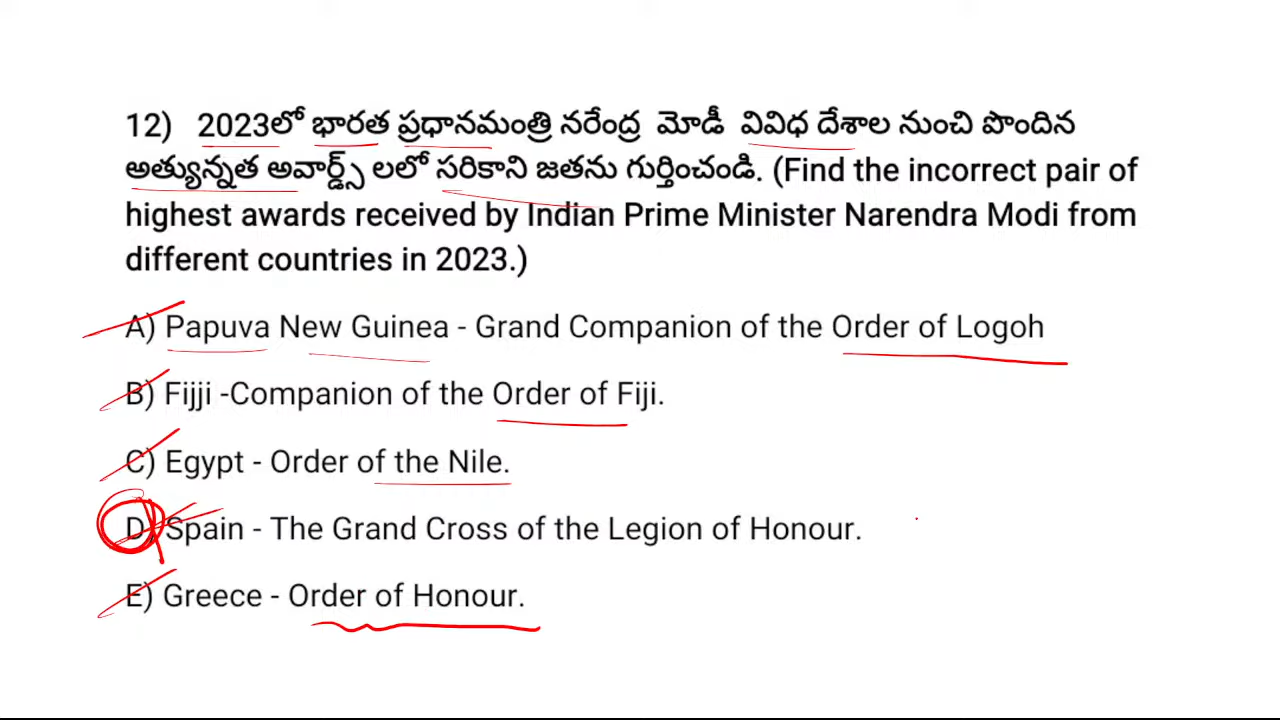 12) 2023లో భారత ప్రధానమంత్రి నరేంద్ర మోడీ వివిధ దేశాల నుంచి పొందిన
అత్యున్నత అవార్డ్స్ లలో సరికాని జతను గుర్తించండి. (Find the incorrect pair of
highest awards received by Indian Prime Minister Narendra Modi from
different countries in 2023.)
A) Papuva New Guinea - Grand Companion of the Order of Logoh
B) Fijji -Companion of the Order of Fiji.
C) Egypt - Order of the Nile.
D) Spain - The Grand Cross of the Legion of Honour.
E) Greece - Order of Honour.